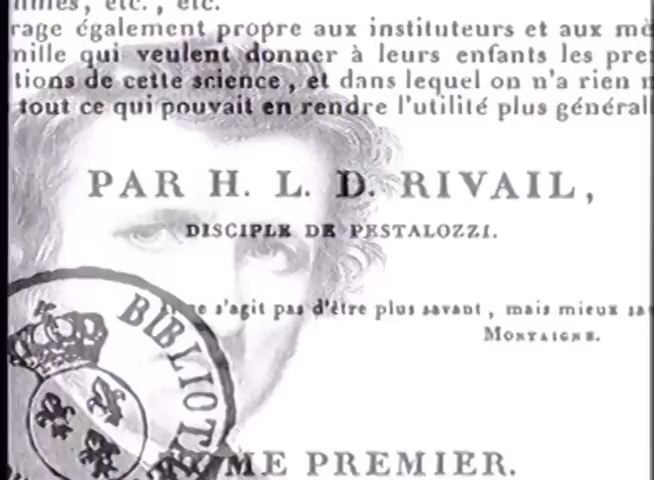 etc., etc.
rage également propre aux instituteurs et aux mè
mille qui veulent donner à leurs enfants les pre
tions de cette science, et dans lequel on n'a rien n
tout ce qui pouvait en rendre l'utilité plus général
PAR H. L. D. RIVAIL,
DISCIPLE DE PESTALOZZI.
ne s'agit pas d'être plus savant, mais mieux sa
MONTAIGNE.
BIBLIOT
ME PREMIER.